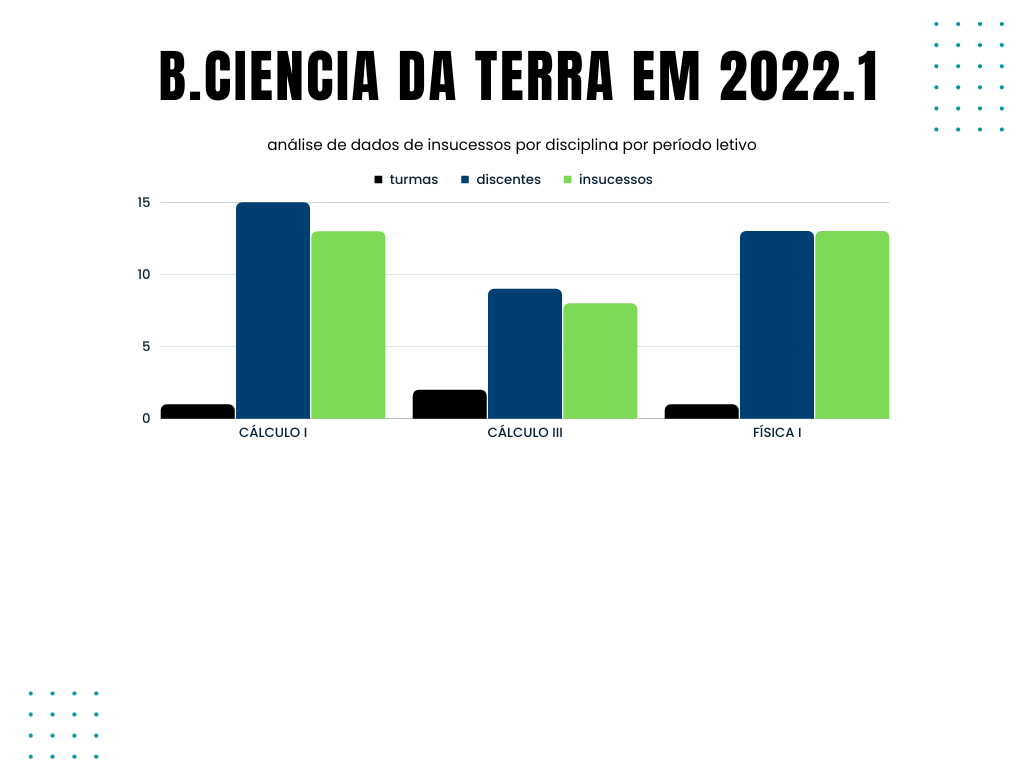 B.CIENCIA DA TERRA EM 2022.1
análise de dados de insucessos por disciplina por período letivo
turmas discentes insucessos
15
10
5
0
CÁLCULO I CÁLCULO III FÍSICA I